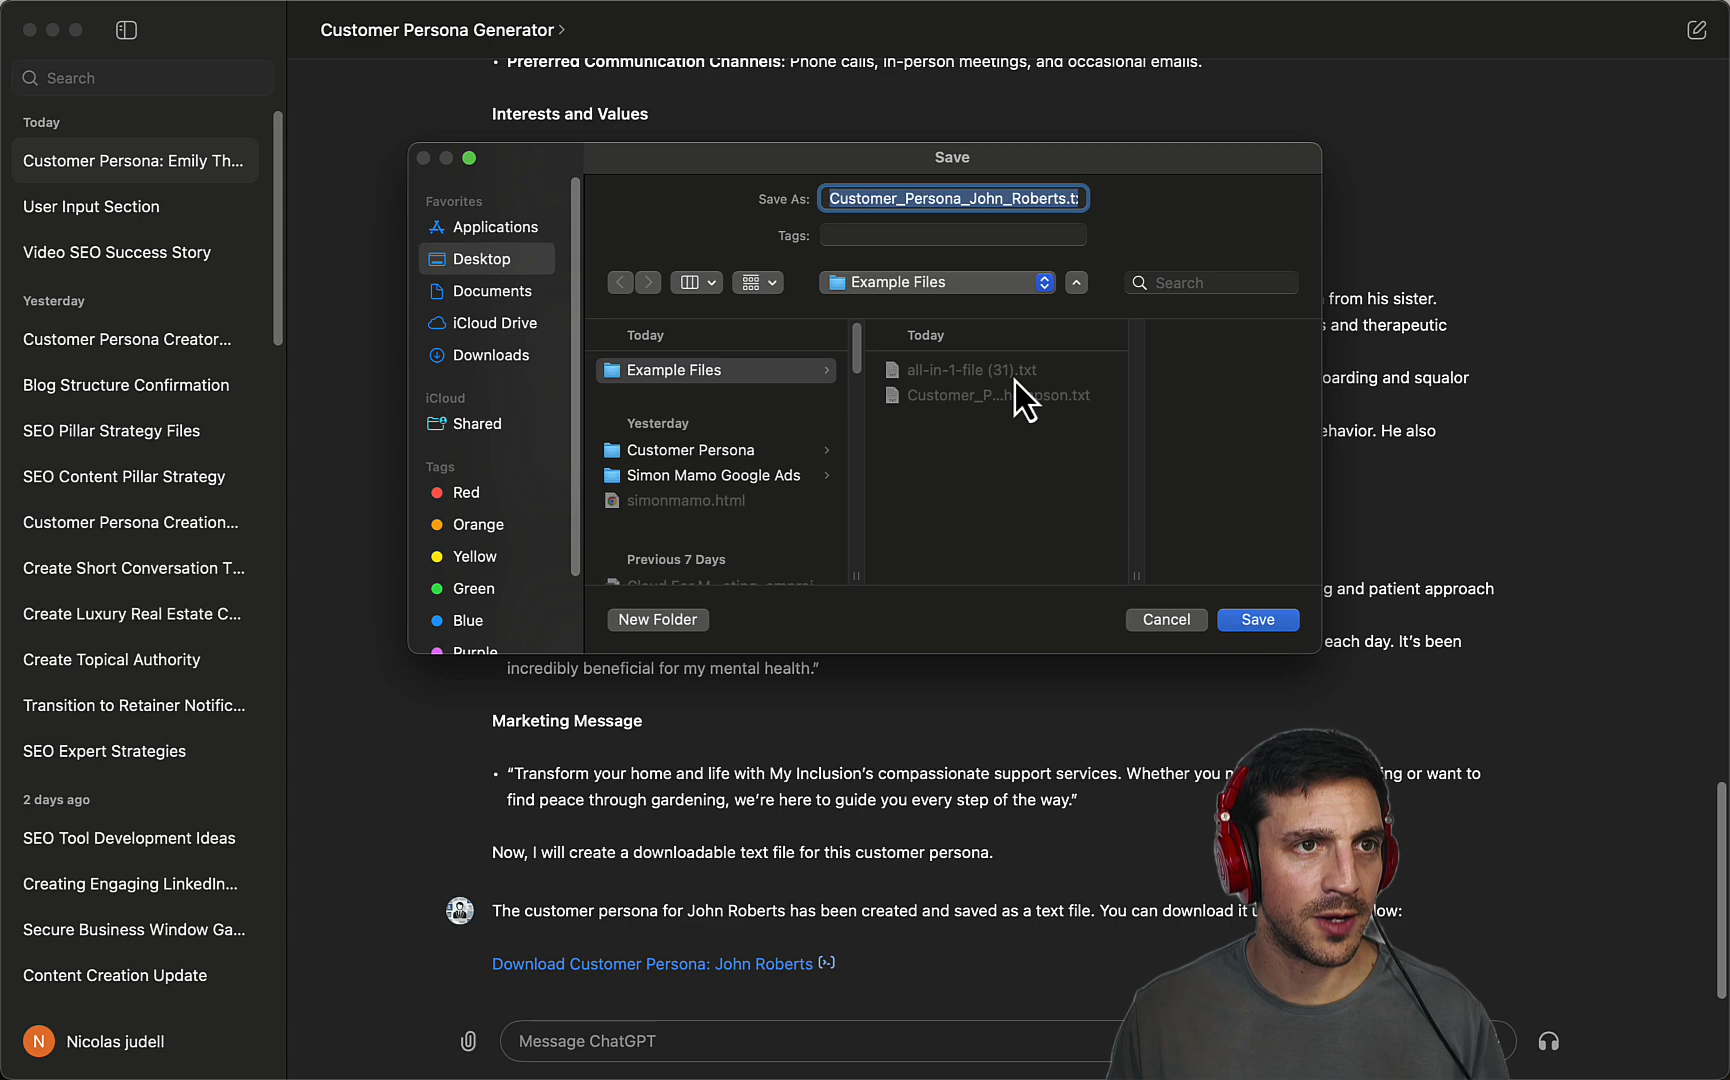 Customer Persona Generator >
Search
Today
Customer Persona: Emily Th...
User Input Section
Video SEO Success Story
Yesterday
Customer Persona Creator...
Blog Structure Confirmation
SEO Pillar Strategy Files
SEO Content Pillar Strategy
Customer Persona Creation...
Create Short Conversation T...
Create Luxury Real Estate C...
Create Topical Authority
Transition to Retainer Notific...
SEO Expert Strategies
2 days ago
SEO Tool Development Ideas
Creating Engaging LinkedIn...
Secure Business Window Ga...
Content Creation Update
N Nicolas judell
• Preferred Communication Channels: Phone calls, in-person meetings, and occasional emails.
Interests and Values
Save
Favorites
Applications
Desktop
Documents
iCloud Drive
Downloads
iCloud
Shared
Tags
Red
Orange
Yellow
Green
Blue
Purple
Save As: Customer_Persona_John_Roberts.t
Tags:
Example Files
Search
Today
Example Files
Yesterday
Customer Persona
Simon Mamo Google Ads
simonmamo.html
Previous 7 Days
Today
all-in-1-file (31).txt
Customer_P...h pson.txt
New Folder
Cancel
Save
from his sister.
and therapeutic
oarding and squalor
ehavior. He also
g and patient approach
each day. It's been
incredibly beneficial for my mental health."
Marketing Message
• "Transform your home and life with My Inclusion's compassionate support services. Whether you ng or want to
find peace through gardening, we're here to guide you every step of the way."
Now, I will create a downloadable text file for this customer persona.
The customer persona for John Roberts has been created and saved as a text file. You can download it low:
Download Customer Persona: John Roberts
Message ChatGPT